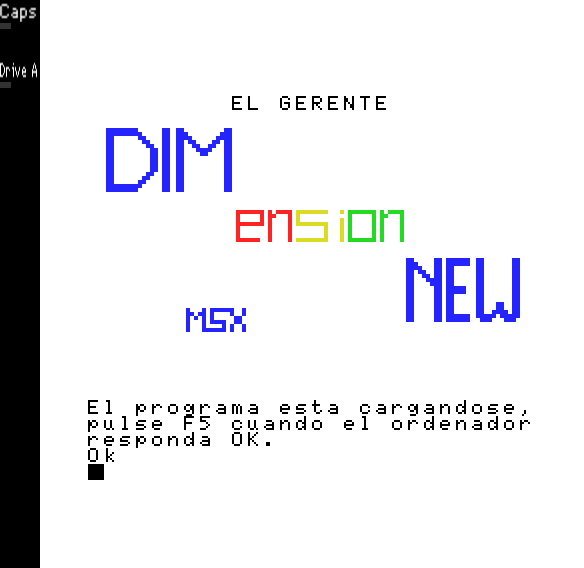 Caps
Drive A
EL GERENTE
DIM
ension
NEW
MSX
El programa esta cargandose,
pulse F5 cuando el ordenador
responda OK.
Ok